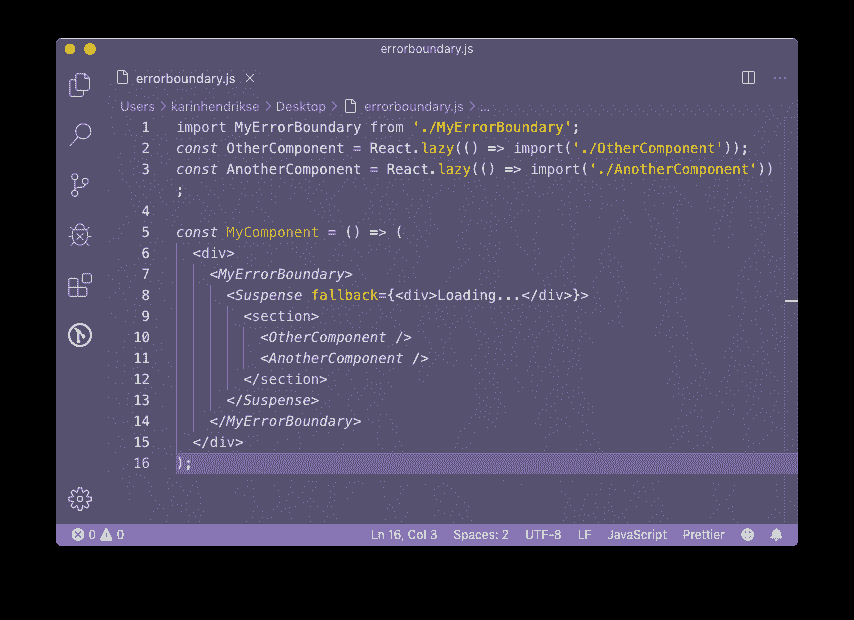 errorboundary.js
errorboundary.js
Users > karinhendrikse > Desktop > errorboundary.js > ...
1 import MyErrorBoundary from './MyErrorBoundary';
2 const OtherComponent = React.lazy(() => import('./OtherComponent'));
3 const AnotherComponent = React.lazy(() => import('./AnotherComponent'))
;
4
5 const MyComponent = () => (
6 <div>
7 <MyErrorBoundary>
8 <Suspense fallback={<div>Loading...</div>}>
9 <section>
10 <OtherComponent />
11 <AnotherComponent />
12 </section>
13 </Suspense>
14 </MyErrorBoundary>
15 </div>
16 );
0 0 Ln 16, Col 3 Spaces: 2 UTF-8 LF JavaScript Prettier